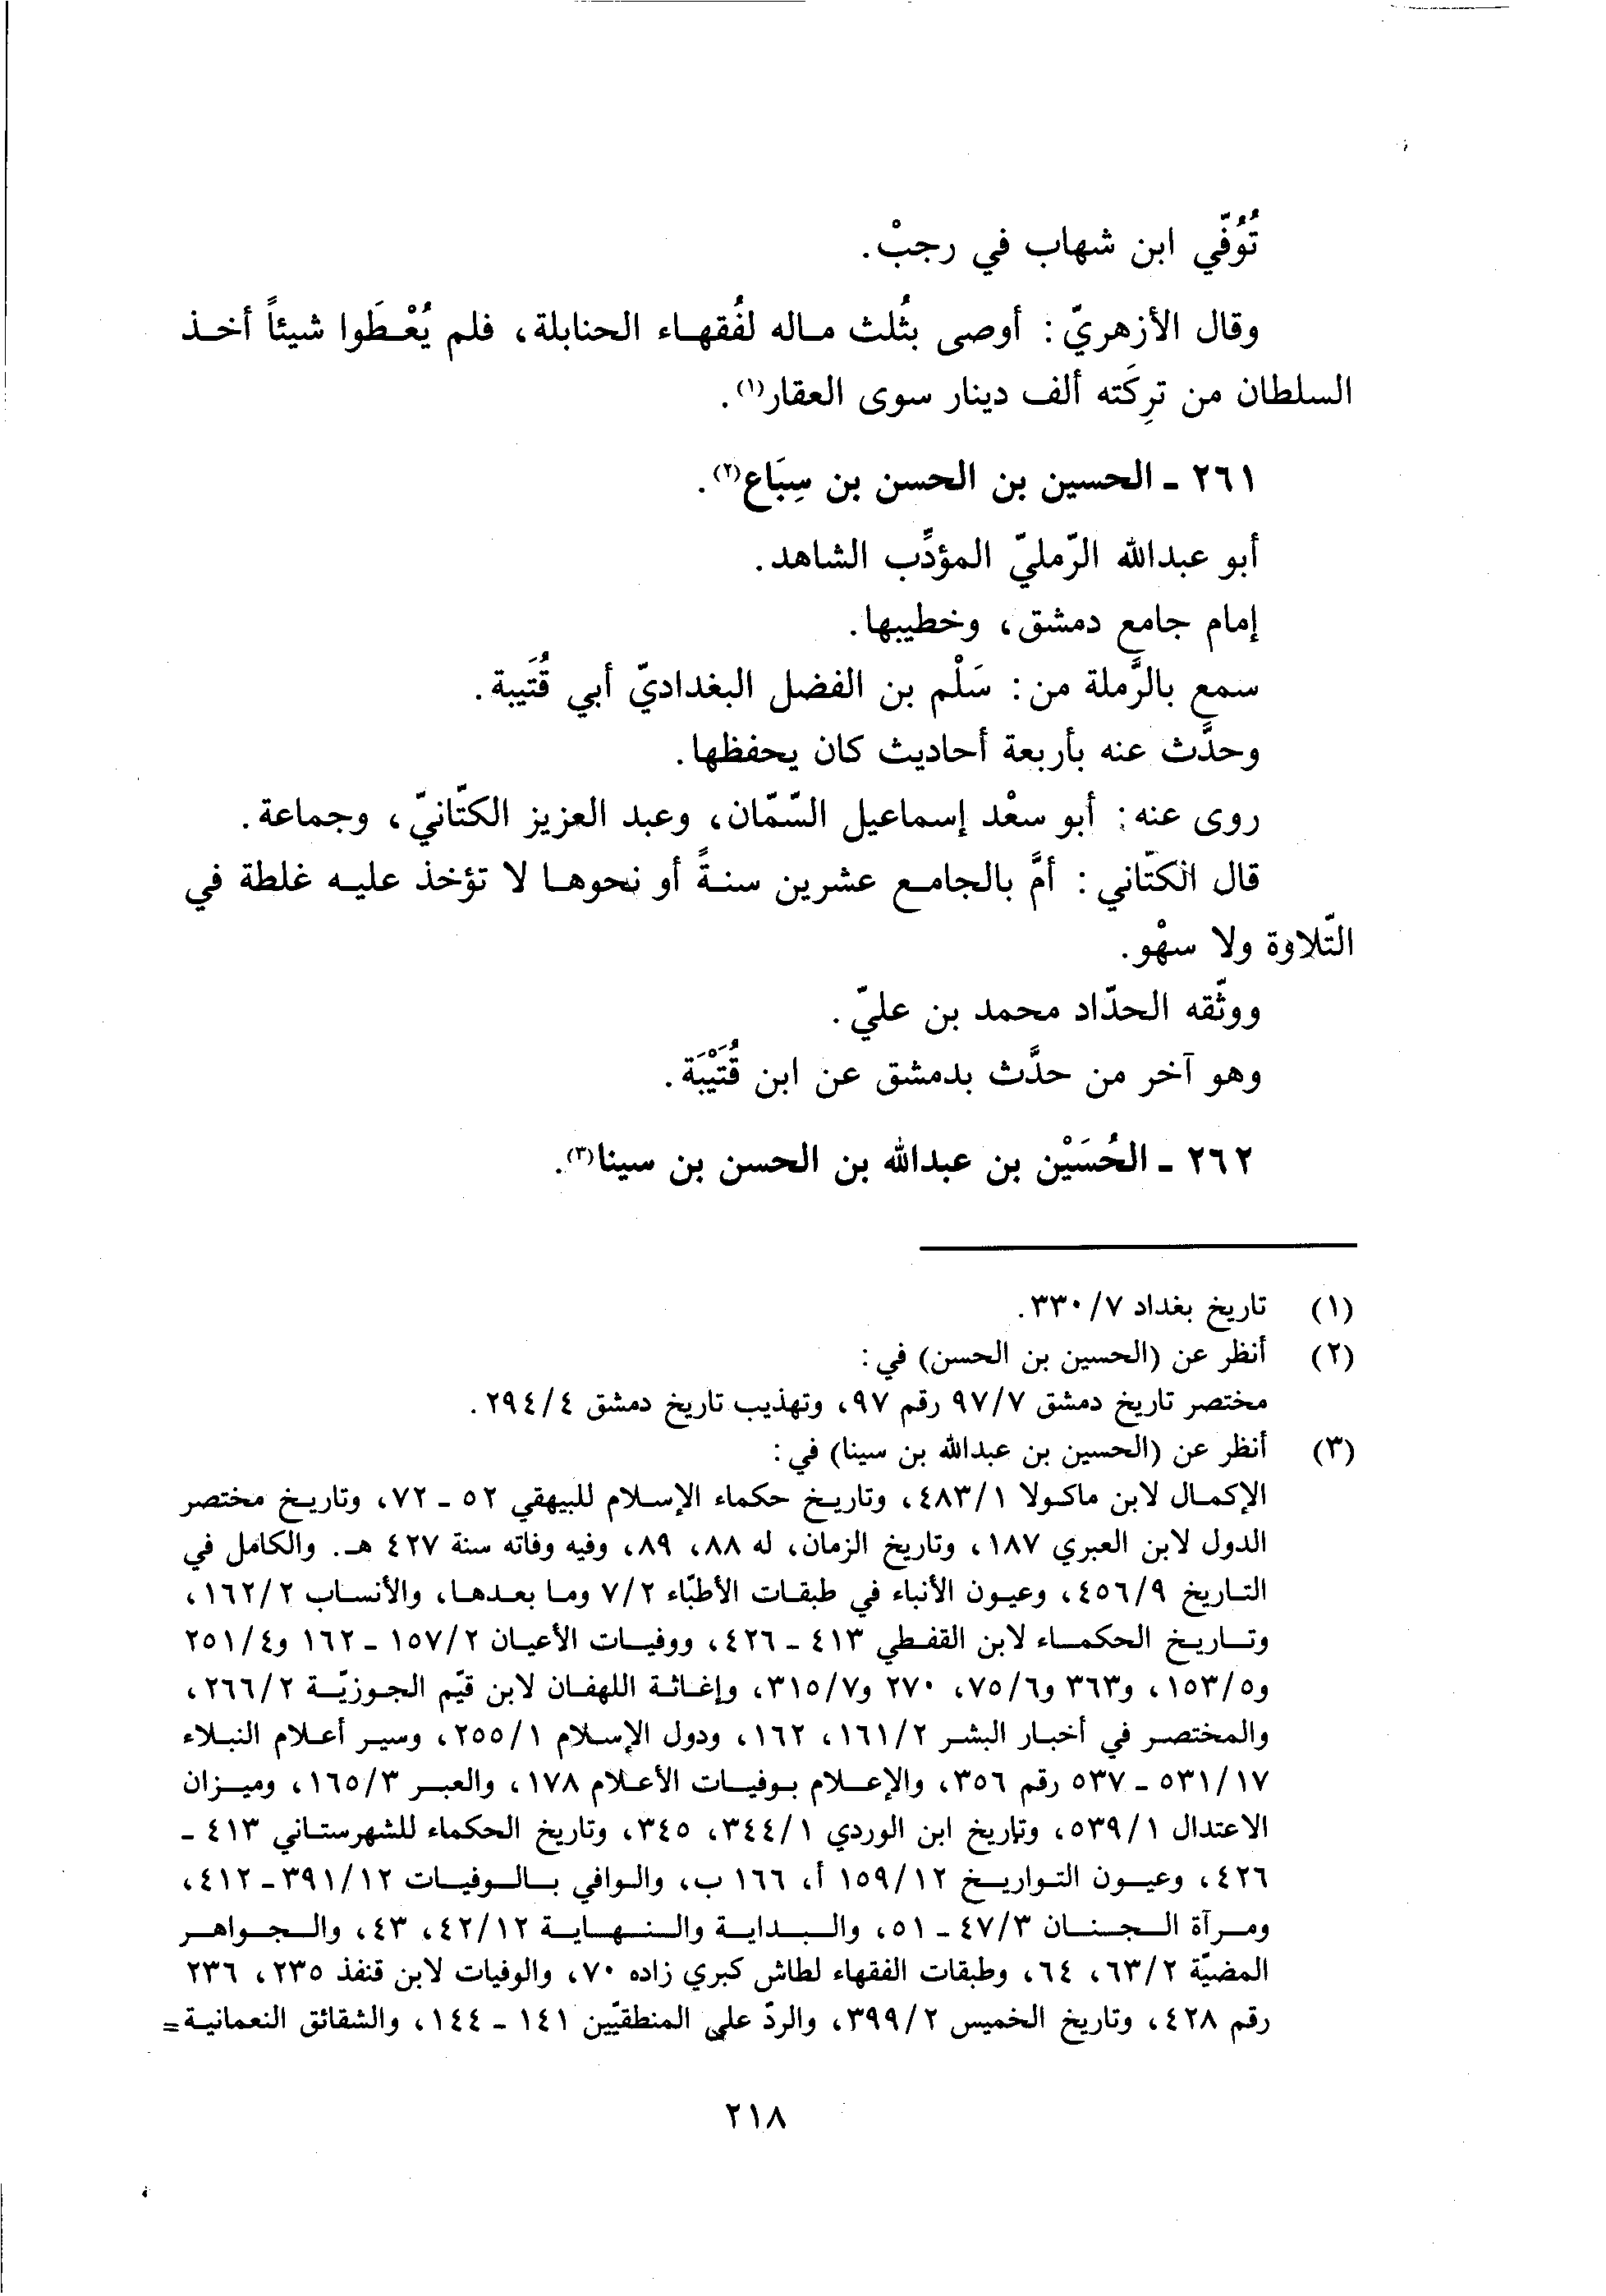 تُوُفّي ابن شهاب في رجبْ.
وقال الأزهريّ: أوصى بثُلث ماله لفُقهاء الحنابلة، فلم يُعْطَوا شيئاً أخذ
السلطان من ترِكَته ألف دينار سوى العقار(١).
٢٦١ ـ الحسين بن الحسن بن سِبَاع(٢).
أبو عبدالله الرّمليّ المؤدِّب الشاهد.
إمام جامع دمشق، وخطيبها.
سمع بالرَّملة من: سَلْم بن الفضل البغداديّ أبي قُتَيبة.
وحدَّث عنه بأربعة أحاديث كان يحفظها.
روى عنه: أبو سعْد إسماعيل السّمّان، وعبد العزيز الكتّانيّ، وجماعة.
قال الكتّاني: أمَّ بالجامع عشرين سنةً أو نحوها لا تؤخذ عليه غلطة في
التّلاوة ولا سهْو.
ووثّقه الحدّاد محمد بن عليّ.
وهو آخر من حدَّث بدمشق عن ابن قُتَيْبَة.
٢٦٢ ـ الحُسَيْن بن عبدالله بن الحسن بن سينا(٣).
(١) تاريخ بغداد ٣٣٠/٧.
(٢) أنظر عن (الحسين بن الحسن) في:
مختصر تاريخ دمشق ٩٧/٧ رقم ٩٧، وتهذيب تاريخ دمشق ٢٩٤/٤.
(٣) أنظر عن (الحسين بن عبدالله بن سينا) في:
الإكمال لابن ماكولا ٤٨٣/١، وتاريخ حكماء الإسلام للبيهقي ٥٢ ـ ٧٢، وتاريخ مختصر
الدول لابن العبري ١٨٧، وتاريخ الزمان، له ٨٨، ٨٩، وفيه وفاته سنة ٤٢٧ هـ. والكامل في
التاريخ ٤٥٦/٩، وعيون الأنباء في طبقات الأطبّاء ٧/٢ وما بعدها، والأنساب ١٦٢/٢،
وتاريخ الحكماء لابن القفطي ٤١٣ ـ ٤٢٦، ووفيات الأعيان ١٥٧/٢ ـ ١٦٢ و٢٥١/٤
و١٥٣/٥، و٣٦٣ و٧٥/٦، ٢٧٠ و٣١٥/٧، وإغاثة اللهفان لابن قيّم الجوزيّة ٢٦٦/٢،
والمختصر في أخبار البشر ١٦١/٢، ١٦٢، ودول الإسلام ٢٥٥/١، وسير أعلام النبلاء
٥٣١/١٧ ـ ٥٣٧ رقم ٣٥٦، والإعلام بوفيات الأعلام ١٧٨، والعبر ١٦٥/٣، وميزان
الاعتدال ٥٣٩/١، وتاريخ ابن الوردي ٣٤٤/١، ٣٤٥، وتاريخ الحكماء للشهرستاني ٤١٣ ـ
٤٢٦، وعيون التواريخ ١٥٩/١٢ أ، ١٦٦ ب، والوافي بالوفيات ٣٩١/١٢ـ ٤١٢،
ومرآة الجنان ٤٧/٣ ـ ٥١، والبداية والنهاية ٤٢/١٢، ٤٣، والجواهر
المضيّة ٦٣/٢، ٦٤، وطبقات الفقهاء لطاش كبري زاده ٧٠، والوفيات لابن قنفذ ٢٣٥، ٢٣٦
رقم ٤٢٨، وتاريخ الخميس ٣٩٩/٢، والردّ على المنطقيّين ١٤١ ـ ١٤٤، والشقائق النعمانية =
٢١٨